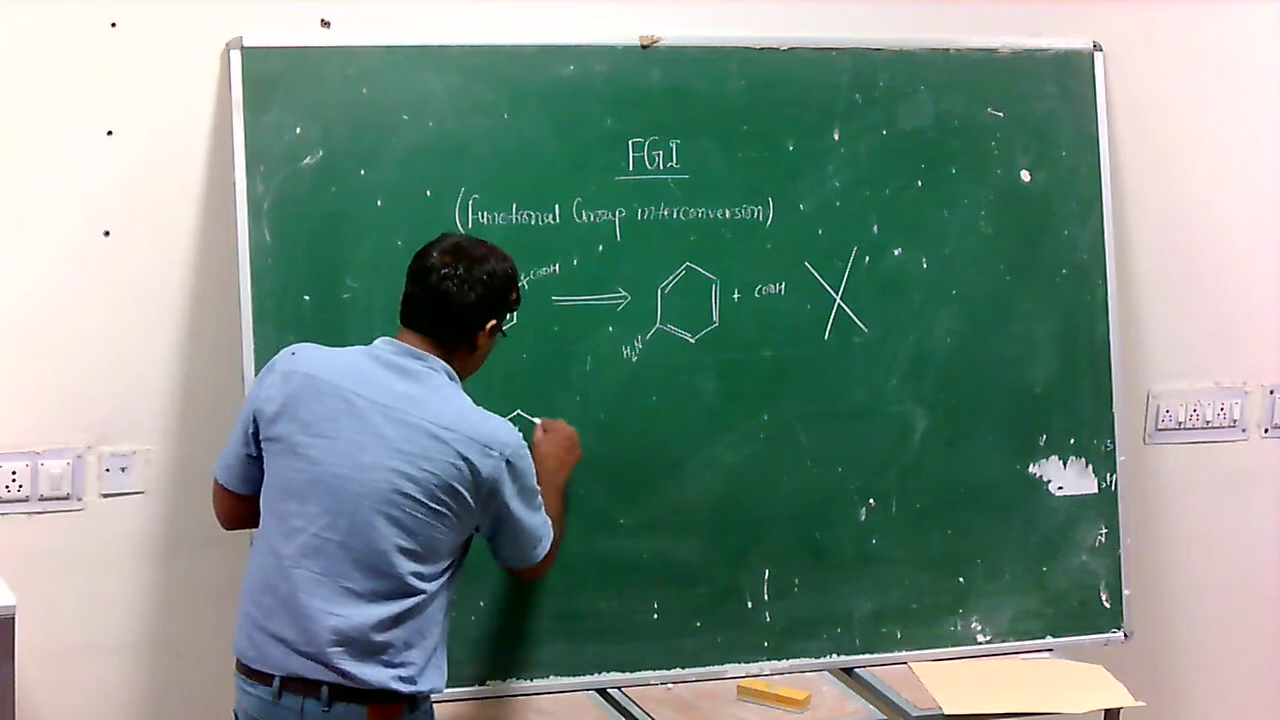 FGI
(functional Group interconversion)
+COOH
+ COOH
H₂N